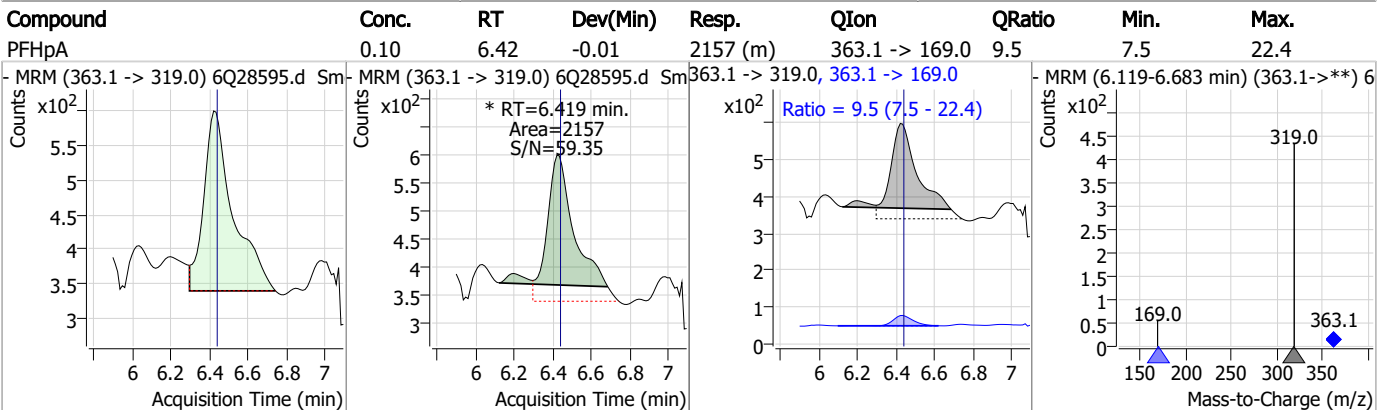 Compound Conc. RT Dev(Min) Resp. QIon QRatio Min. Max.
PFHpA 0.10 6.42 -0.01 2157 (m) 363.1 -> 169.0 9.5 7.5 22.4
- MRM (363.1 -> 319.0) 6Q28595.d Sm
Counts
x10²
5.5
5
4.5
4
3.5
3
6 6.2 6.4 6.6 6.8 7
Acquisition Time (min)
- MRM (363.1 -> 319.0) 6Q28595.d Sm
Counts
x10²
* RT=6.419 min.
Area=2157
S/N=59.35
6
5.5
5
4.5
4
3.5
3
6 6.2 6.4 6.6 6.8 7
Acquisition Time (min)
363.1 -> 319.0, 363.1 -> 169.0
x10²
Ratio = 9.5 (7.5 - 22.4)
5
4
3
2
1
0
6 6.2 6.4 6.6 6.8 7
Acquisition Time (min)
- MRM (6.119-6.683 min) (363.1->**) 6
Counts
x10²
4.5
4
3.5
3
2.5
2
1.5
1
0.5
0
319.0
169.0
363.1
150 200 250 300 350
Mass-to-Charge (m/z)